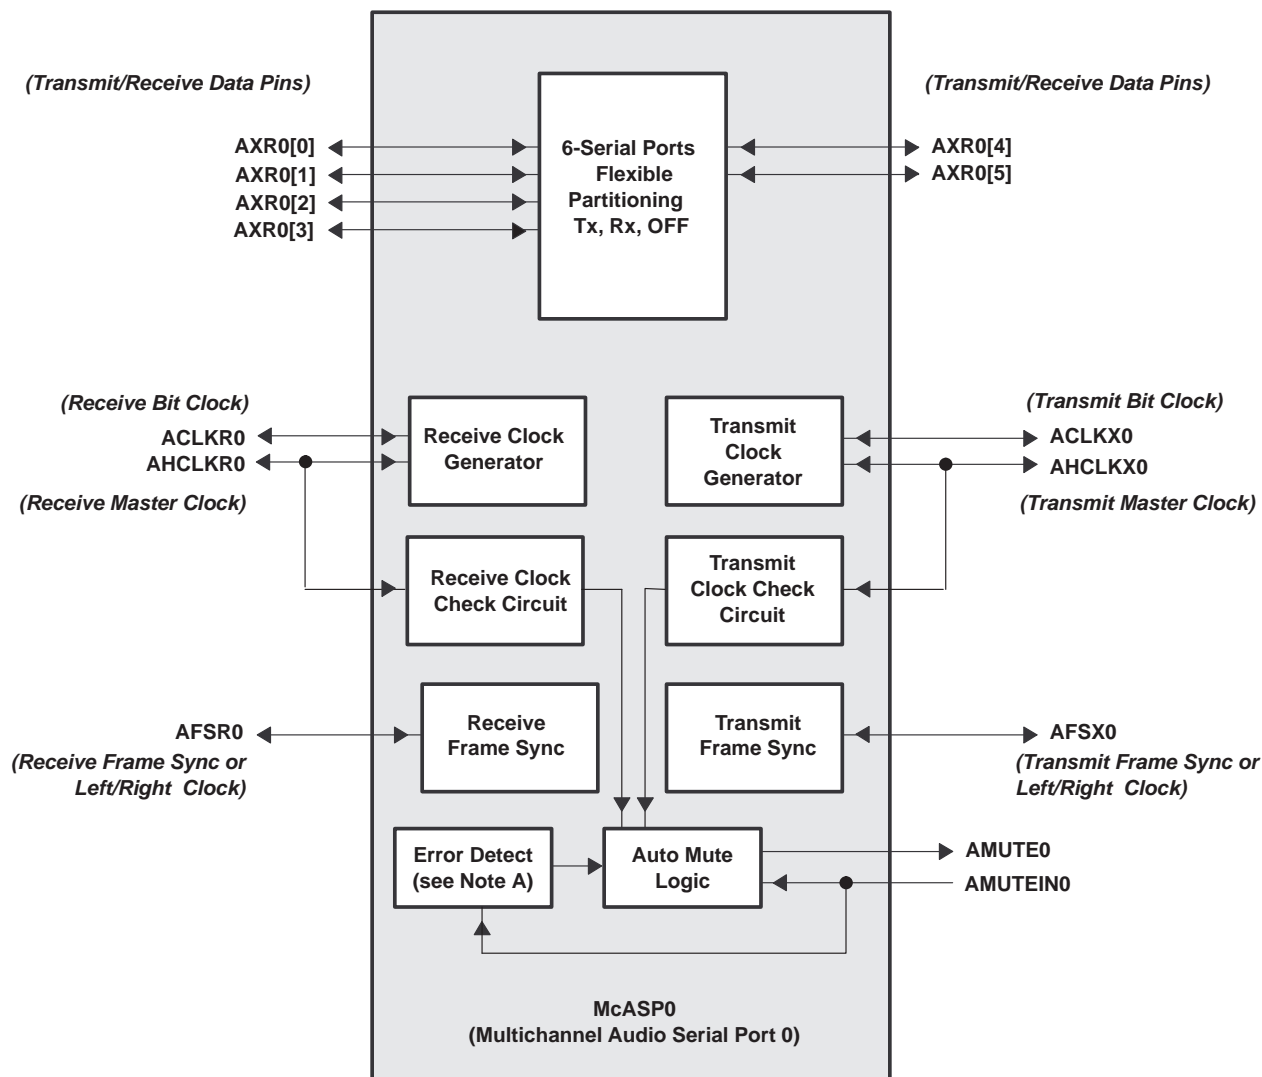 (Transmit/Receive Data Pins)
(Transmit/Receive Data Pins)
AXR0[0]
AXR0[1]
AXR0[2]
AXR0[3]
6-Serial Ports
Flexible
Partitioning
Tx, Rx, OFF
AXR0[4]
AXR0[5]
(Receive Bit Clock)
ACLKR0
AHCLKR0
(Receive Master Clock)
Receive Clock
Generator
Transmit
Clock
Generator
(Transmit Bit Clock)
ACLKX0
AHCLKX0
(Transmit Master Clock)
Receive Clock
Check Circuit
Transmit
Clock Check
Circuit
AFSR0
(Receive Frame Sync or
Left/Right Clock)
Receive
Frame Sync
Transmit
Frame Sync
AFSX0
(Transmit Frame Sync or
Left/Right Clock)
Error Detect
(see Note A)
Auto Mute
Logic
AMUTE0
AMUTEIN0
McASP0
(Multichannel Audio Serial Port 0)